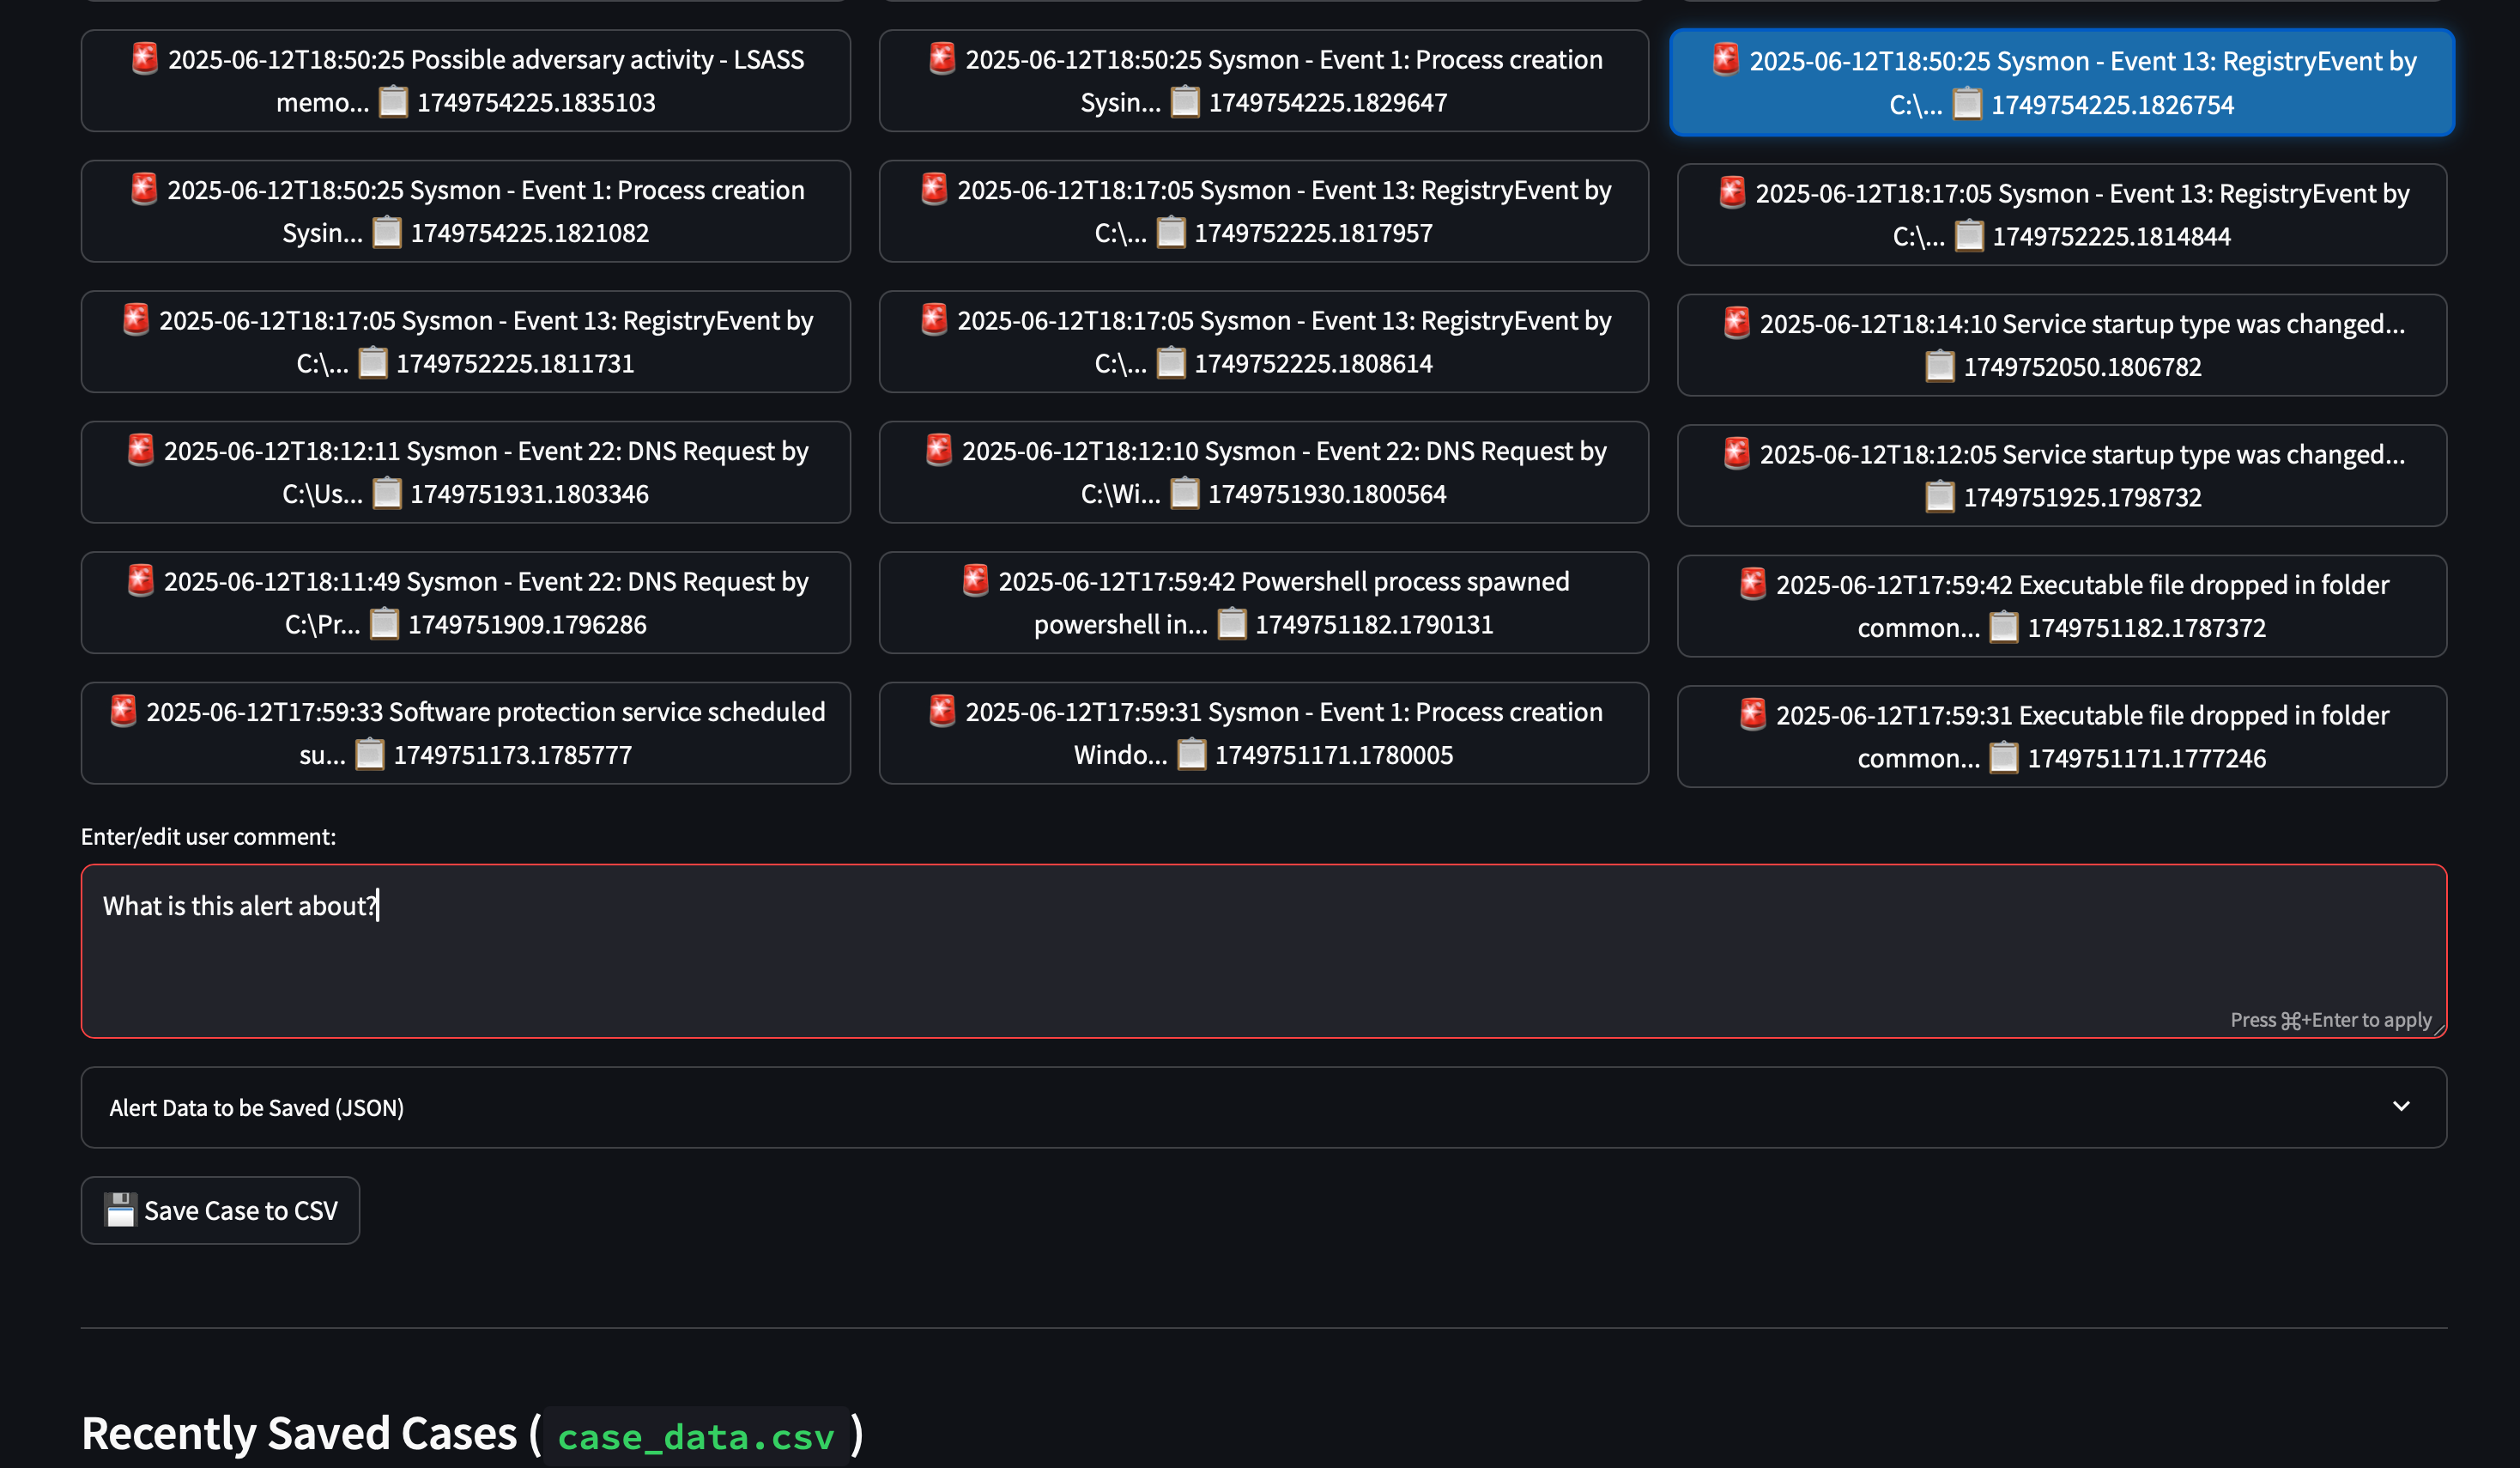 🚨 2025-06-12T18:50:25 Possible adversary activity - LSASS
memo... 📋 1749754225.1835103
🚨 2025-06-12T18:50:25 Sysmon - Event 1: Process creation
Sysin... 📋 1749754225.1829647
🚨 2025-06-12T18:50:25 Sysmon - Event 13: RegistryEvent by
C:\... 📋 1749754225.1826754
🚨 2025-06-12T18:50:25 Sysmon - Event 1: Process creation
Sysin... 📋 1749754225.1821082
🚨 2025-06-12T18:17:05 Sysmon - Event 13: RegistryEvent by
C:\... 📋 1749752225.1817957
🚨 2025-06-12T18:17:05 Sysmon - Event 13: RegistryEvent by
C:\... 📋 1749752225.1814844
🚨 2025-06-12T18:17:05 Sysmon - Event 13: RegistryEvent by
C:\... 📋 1749752225.1811731
🚨 2025-06-12T18:17:05 Sysmon - Event 13: RegistryEvent by
C:\... 📋 1749752225.1808614
🚨 2025-06-12T18:14:10 Service startup type was changed...
📋 1749752050.1806782
🚨 2025-06-12T18:12:11 Sysmon - Event 22: DNS Request by
C:\Us... 📋 1749751931.1803346
🚨 2025-06-12T18:12:10 Sysmon - Event 22: DNS Request by
C:\Wi... 📋 1749751930.1800564
🚨 2025-06-12T18:12:05 Service startup type was changed...
📋 1749751925.1798732
🚨 2025-06-12T18:11:49 Sysmon - Event 22: DNS Request by
C:\Pr... 📋 1749751909.1796286
🚨 2025-06-12T17:59:42 Powershell process spawned
powershell in... 📋 1749751182.1790131
🚨 2025-06-12T17:59:42 Executable file dropped in folder
common... 📋 1749751182.1787372
🚨 2025-06-12T17:59:33 Software protection service scheduled
su... 📋 1749751173.1785777
🚨 2025-06-12T17:59:31 Sysmon - Event 1: Process creation
Windo... 📋 1749751171.1780005
🚨 2025-06-12T17:59:31 Executable file dropped in folder
common... 📋 1749751171.1777246
Enter/edit user comment:
What is this alert about?
Press ⌘+Enter to apply
Alert Data to be Saved (JSON)
💾 Save Case to CSV
Recently Saved Cases ( case_data.csv )